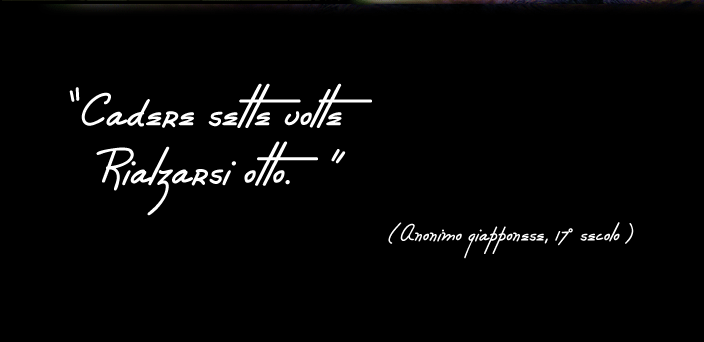 "Cadere sette volte
Rialzarsi otto."
(Anonimo giapponese, 17° secolo)